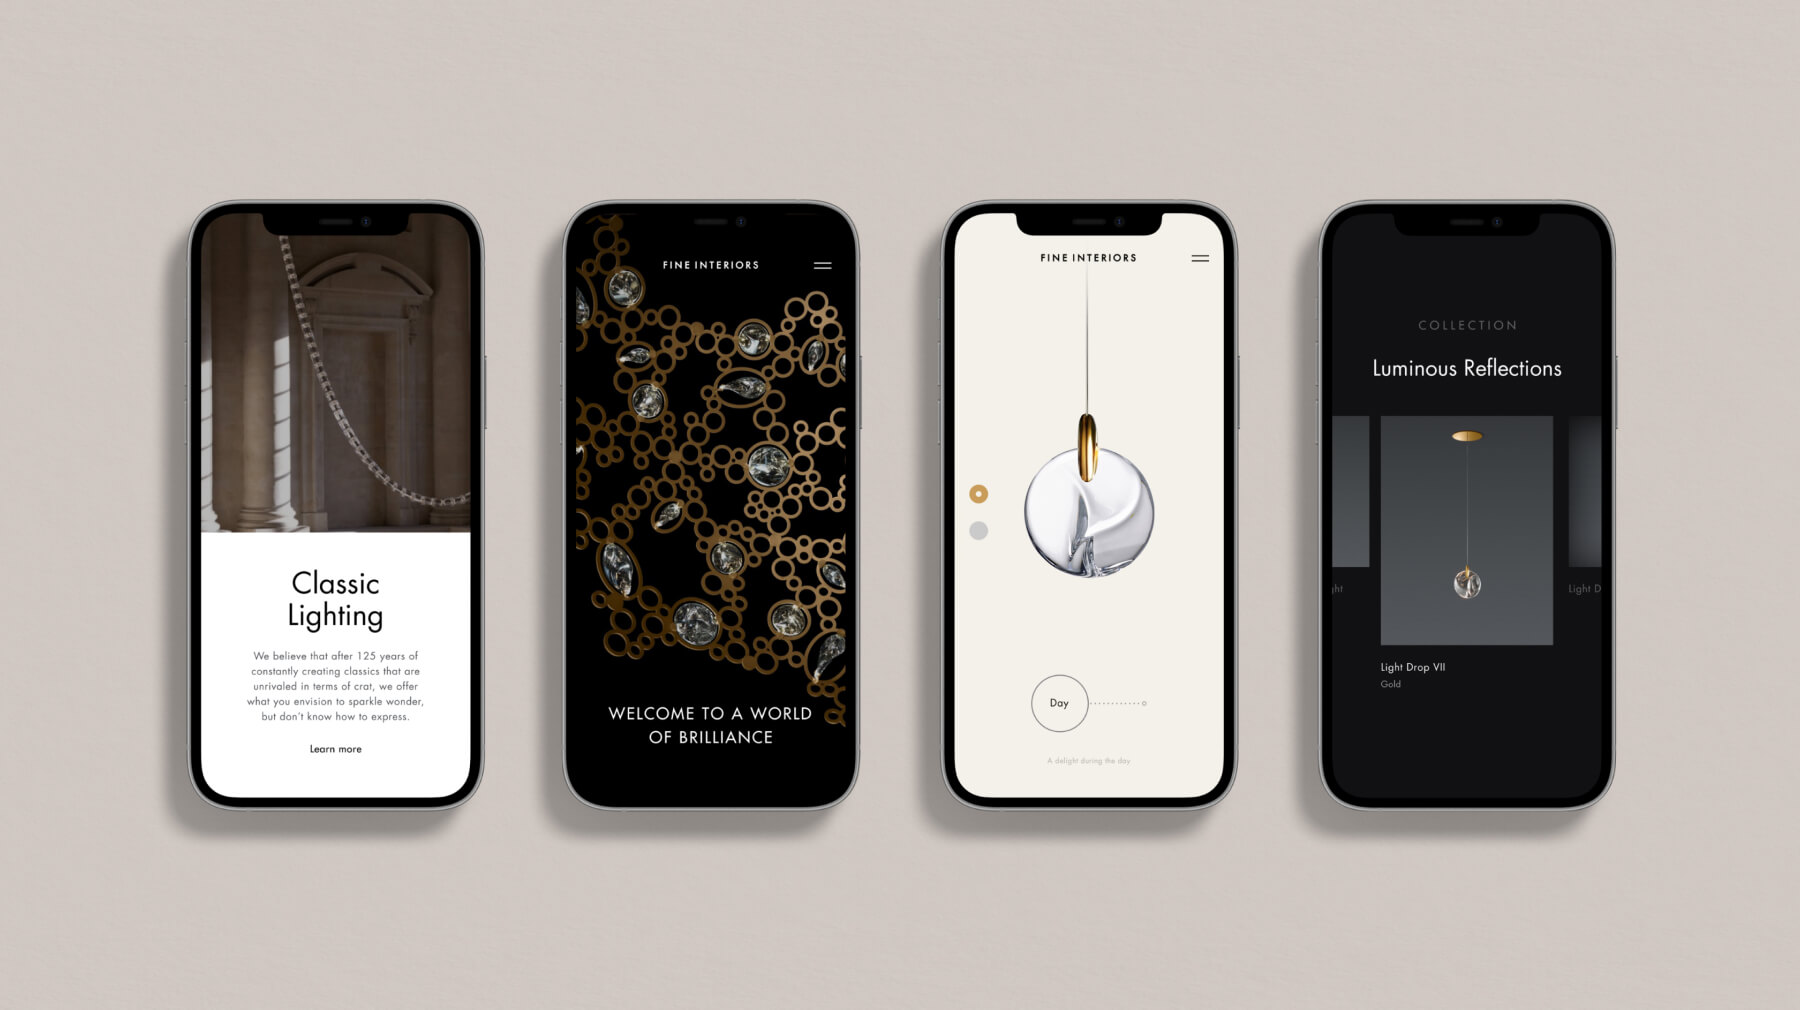 Classic
Lighting
We believe that after 125 years of
constantly creating classics that are
unrivaled in terms of crat, we offer
what you envision to sparkle wonder,
but don't know how to express.
Learn more
FINE INTERIORS
WELCOME TO A WORLD
OF BRILLIANCE
FINE INTERIORS
Day
A delight during the day
COLLECTION
Luminous Reflections
Light Drop VII
Gold